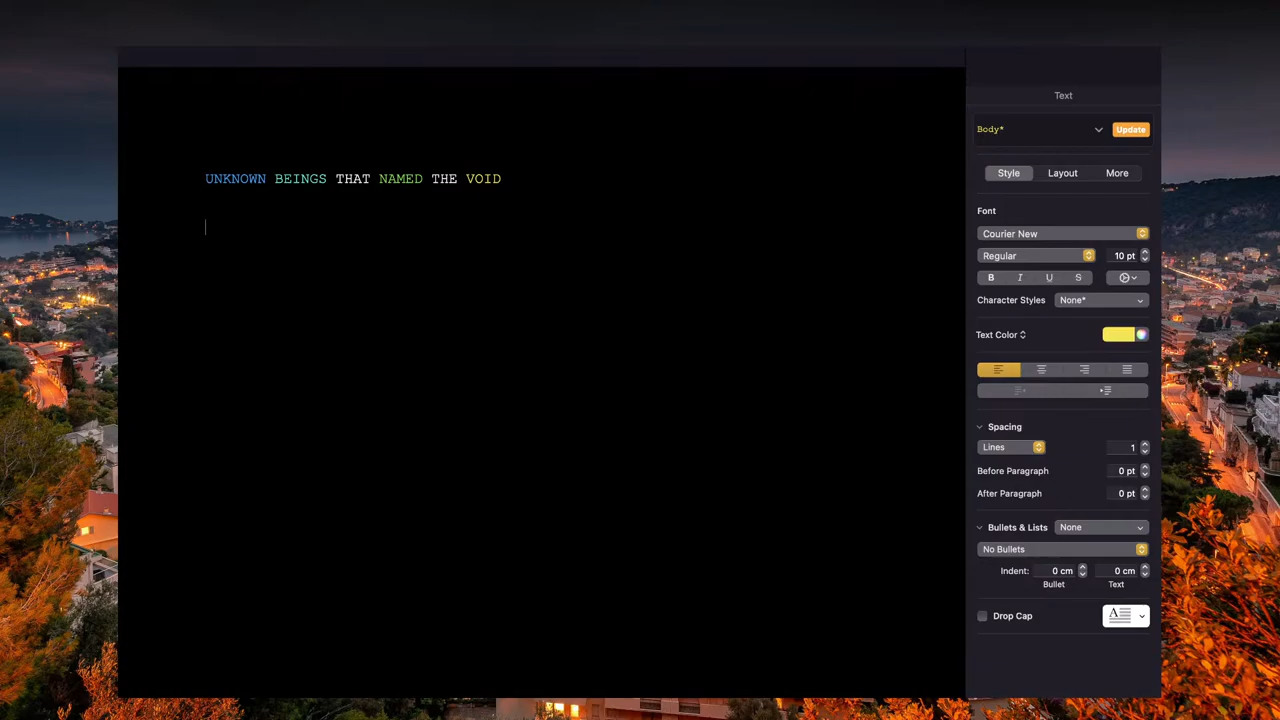 Text
Body*
Update
UNKNOWN BEINGS THAT NAMED THE VOID
Style Layout More
Font
Courier New
Regular 10 pt
B I U S
Character Styles None*
Text Color
Spacing
Lines 1
Before Paragraph 0 pt
After Paragraph 0 pt
Bullets & Lists None
No Bullets
Indent: 0 cm 0 cm
Bullet Text
Drop Cap A